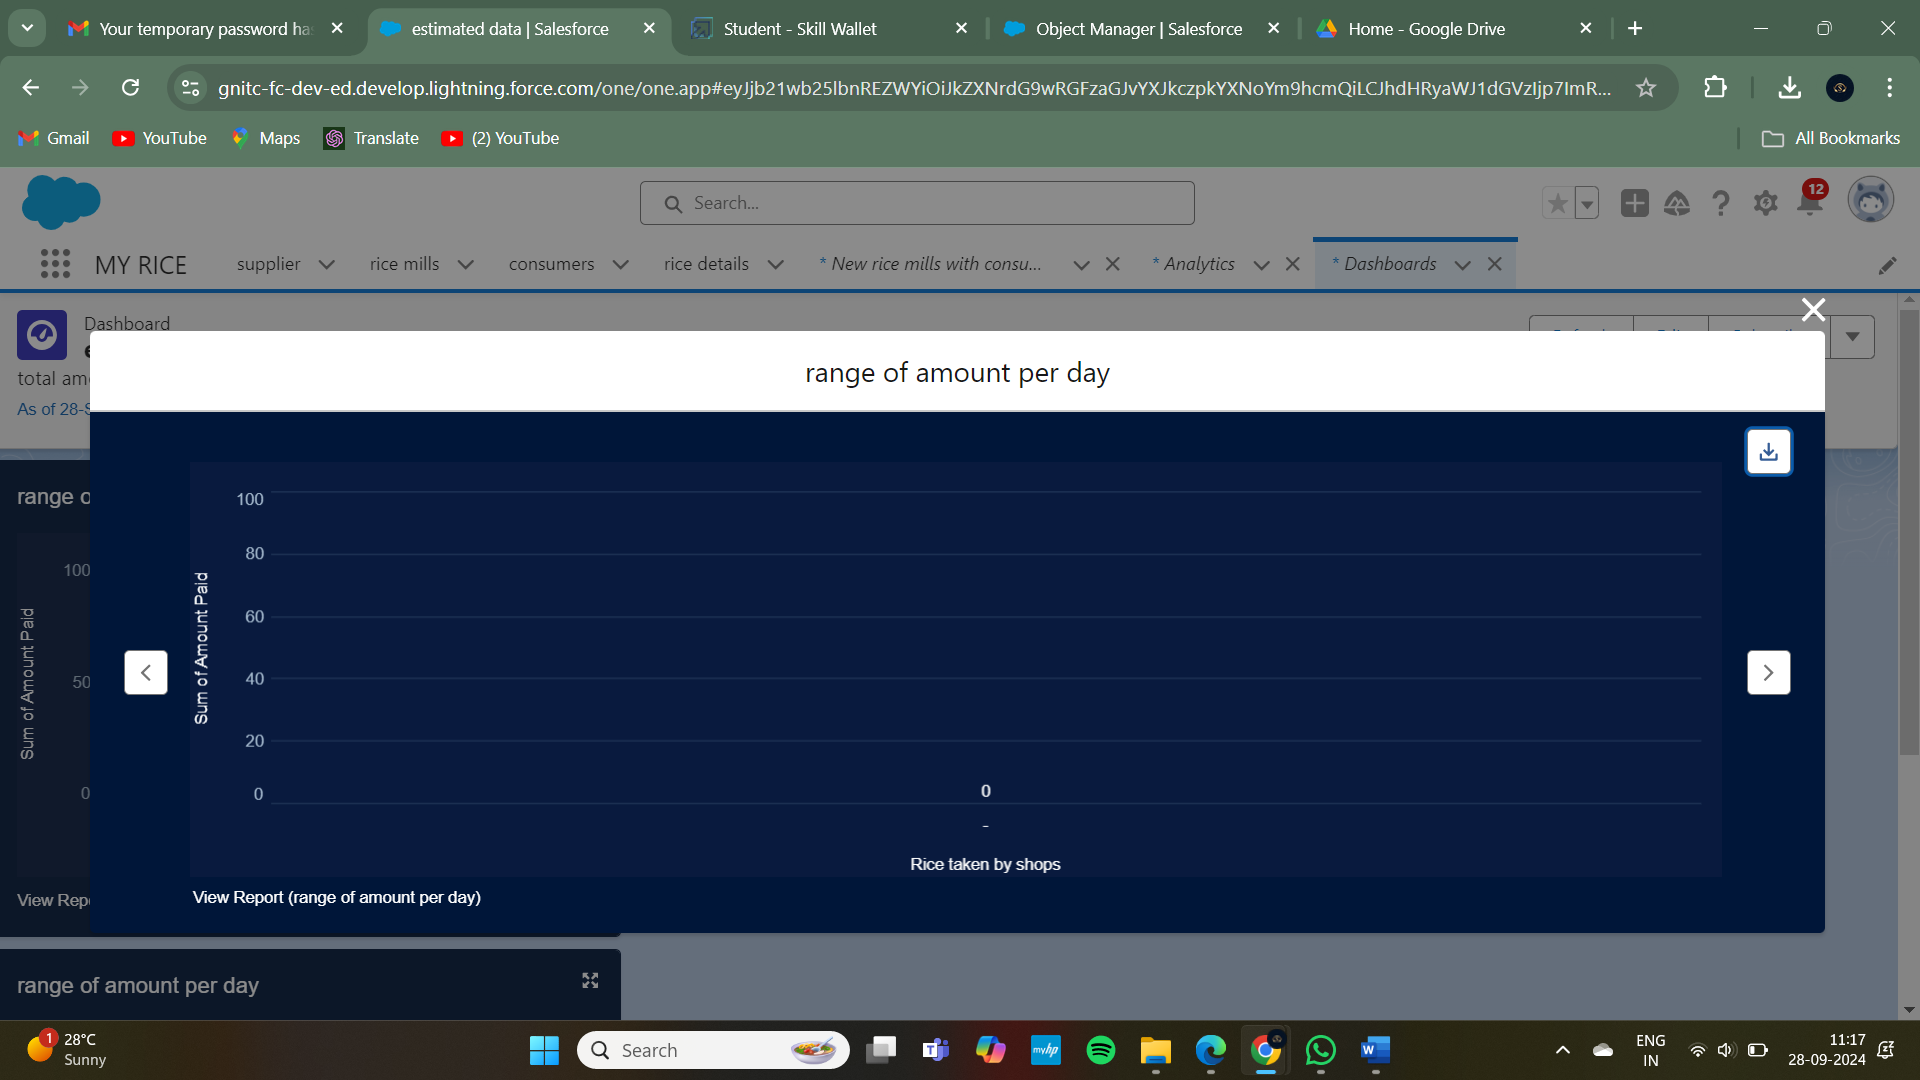 Your temporary password ha
estimated data | Salesforce
Student - Skill Wallet
Object Manager | Salesforce
Home - Google Drive
gnitc-fc-dev-ed.develop.lightning.force.com/one/one.app#eyJjb21wb25lbnREZWYiOiJkZXNrdG9wRGFzaGJvYXJkczpkYXNoYm9hcmQiLCJhdHRyaWJ1dGVzIjp7ImR...
Gmail
YouTube
Maps
Translate
(2) YouTube
All Bookmarks
Search...
12
MY RICE
supplier
rice mills
consumers
rice details
* New rice mills with consu...
* Analytics
* Dashboards
Dashboard
total am
As of 28-S
range of amount per day
range o
100
80
60
40
20
0
Sum of Amount Paid
0
-
Rice taken by shops
View Report (range of amount per day)
100
50
0
Sum of Amount Paid
View Rep
range of amount per day
1
28°C
Sunny
Search
myhp
ENG
IN
11:17
28-09-2024